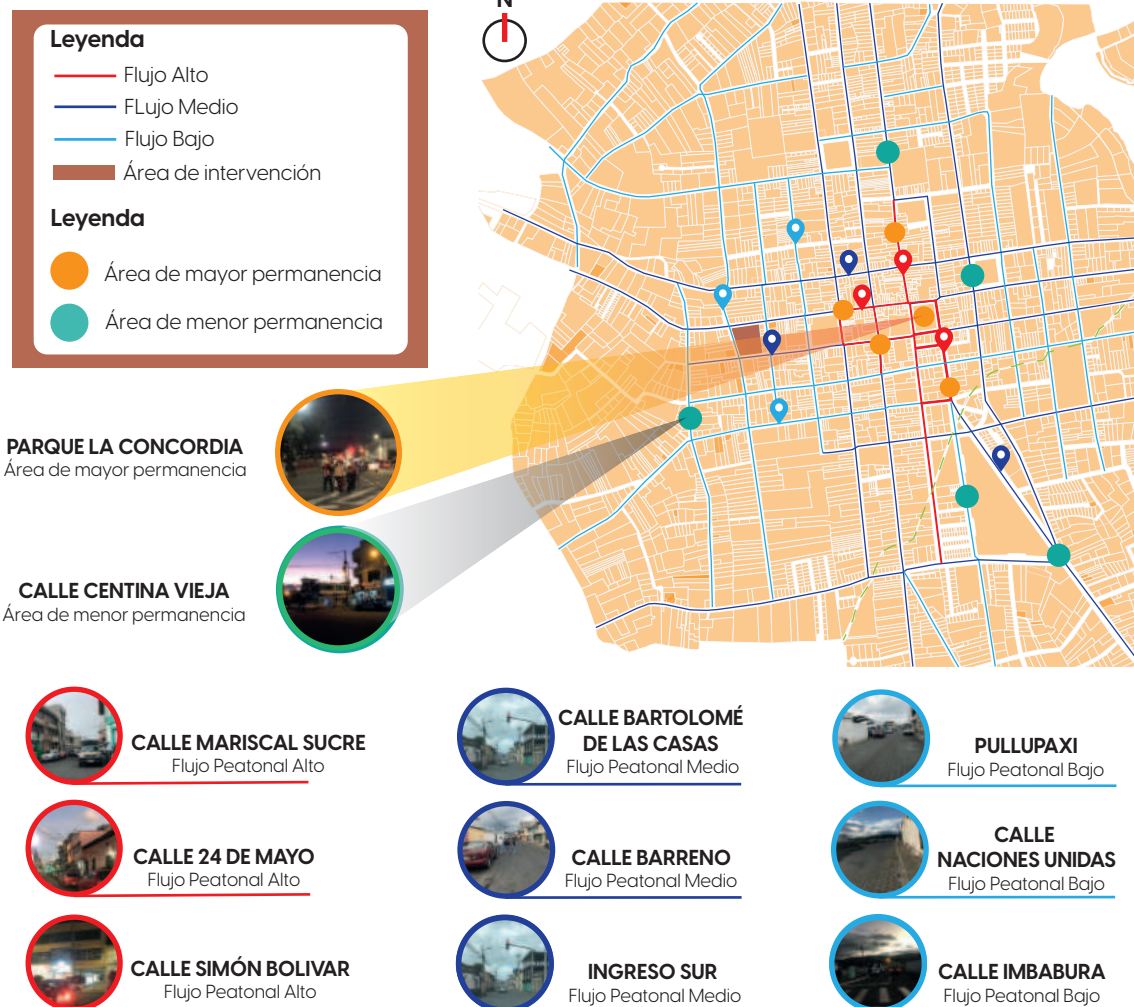 N
Leyenda
Flujo Alto
FLujo Medio
Flujo Bajo
Área de intervención
Leyenda
Área de mayor permanencia
Área de menor permanencia
PARQUE LA CONCORDIA
Área de mayor permanencia
CALLE CENTINA VIEJA
Área de menor permanencia
CALLE MARISCAL SUCRE
Flujo Peatonal Alto
CALLE 24 DE MAYO
Flujo Peatonal Alto
CALLE SIMÓN BOLIVAR
Flujo Peatonal Alto
CALLE BARTOLOMÉ
DE LAS CASAS
Flujo Peatonal Medio
CALLE BARRENO
Flujo Peatonal Medio
INGRESO SUR
Flujo Peatonal Medio
PULLUPAXI
Flujo Peatonal Bajo
CALLE
NACIONES UNIDAS
Flujo Peatonal Bajo
CALLE IMBABURA
Flujo Peatonal Bajo